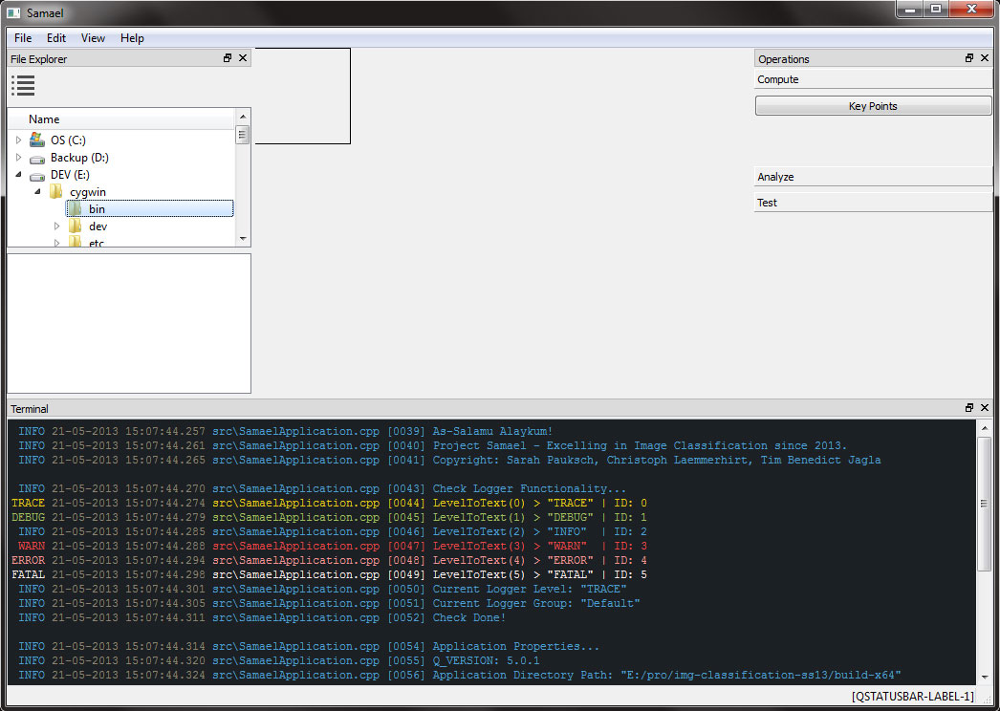 Samael
File Edit View Help
File Explorer
Name
OS (C:)
Backup (D:)
DEV (E:)
cygwin
bin
dev
etc
Operations
Compute
Key Points
Analyze
Test
Terminal
INFO 21-05-2013 15:07:44.257 src\SamaelApplication.cpp [0039] As-Salamu Alaykum!
INFO 21-05-2013 15:07:44.261 src\SamaelApplication.cpp [0040] Project Samael - Excelling in Image Classification since 2013.
INFO 21-05-2013 15:07:44.265 src\SamaelApplication.cpp [0041] Copyright: Sarah Pauksch, Christoph Laemmerhirt, Tim Benedict Jagla
INFO 21-05-2013 15:07:44.270 src\SamaelApplication.cpp [0043] Check Logger Functionality...
TRACE 21-05-2013 15:07:44.274 src\SamaelApplication.cpp [0044] LevelToText(0) > "TRACE" | ID: 0
DEBUG 21-05-2013 15:07:44.279 src\SamaelApplication.cpp [0045] LevelToText(1) > "DEBUG" | ID: 1
INFO 21-05-2013 15:07:44.285 src\SamaelApplication.cpp [0046] LevelToText(2) > "INFO" | ID: 2
WARN 21-05-2013 15:07:44.288 src\SamaelApplication.cpp [0047] LevelToText(3) > "WARN" | ID: 3
ERROR 21-05-2013 15:07:44.294 src\SamaelApplication.cpp [0048] LevelToText(4) > "ERROR" | ID: 4
FATAL 21-05-2013 15:07:44.298 src\SamaelApplication.cpp [0049] LevelToText(5) > "FATAL" | ID: 5
INFO 21-05-2013 15:07:44.301 src\SamaelApplication.cpp [0050] Current Logger Level: "TRACE"
INFO 21-05-2013 15:07:44.305 src\SamaelApplication.cpp [0051] Current Logger Group: "Default"
INFO 21-05-2013 15:07:44.311 src\SamaelApplication.cpp [0052] Check Done!
INFO 21-05-2013 15:07:44.314 src\SamaelApplication.cpp [0054] Application Properties...
INFO 21-05-2013 15:07:44.320 src\SamaelApplication.cpp [0055] Q_VERSION: 5.0.1
INFO 21-05-2013 15:07:44.324 src\SamaelApplication.cpp [0056] Application Directory Path: "E:/pro/img-classification-ss13/build-x64"
[QSTATUSBAR-LABEL-1]